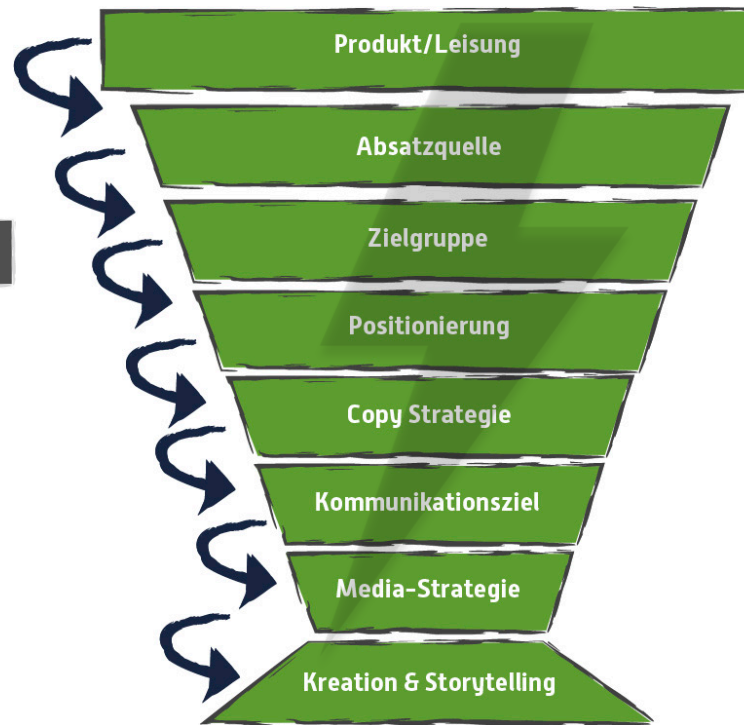 Produkt/Leisung
Absatzquelle
Zielgruppe
Positionierung
Copy Strategie
Kommunikationsziel
Media-Strategie
Kreation & Storytelling